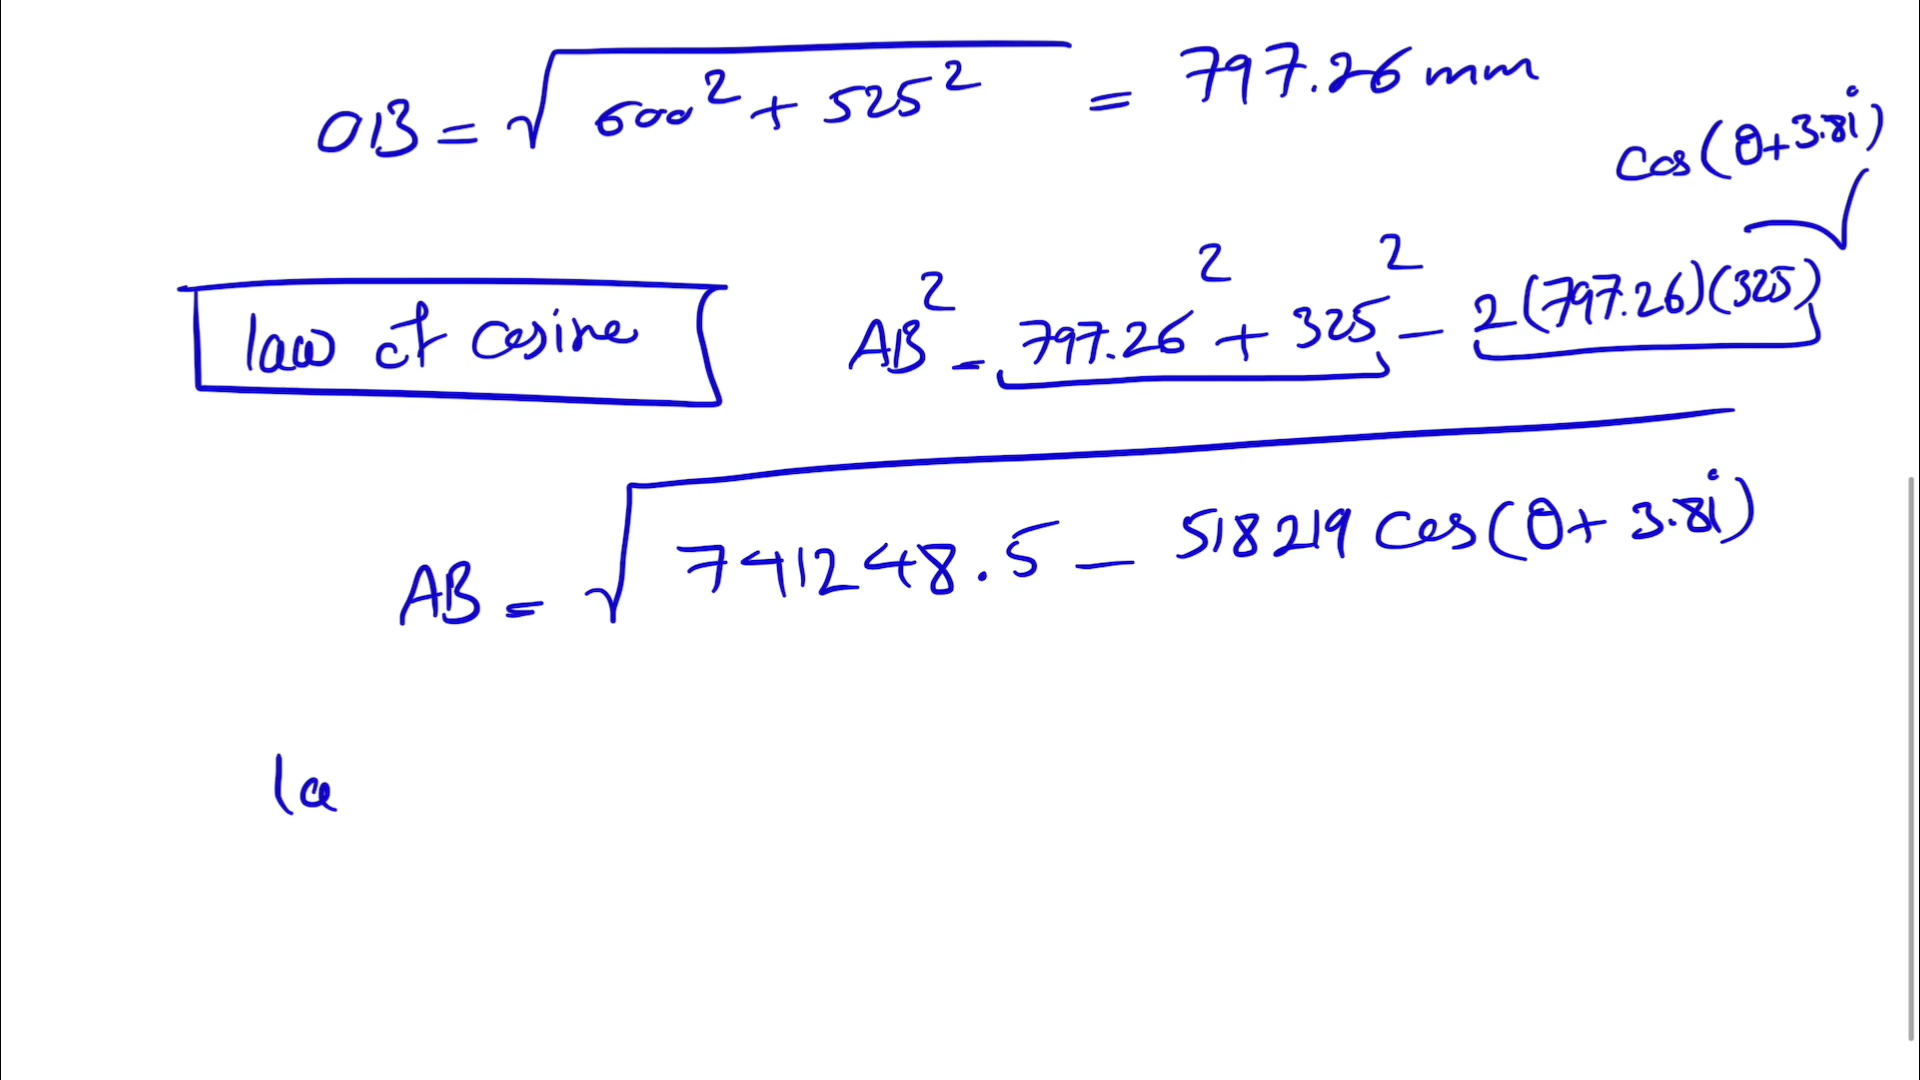 OB = √600² + 525² = 797.26 mm
cos(θ+3.81°)
law of cosine
AB² = 797.26² + 325² - 2(797.26)(325)
AB = √741248.5 - 518219 cos(θ+ 3.81°)
la